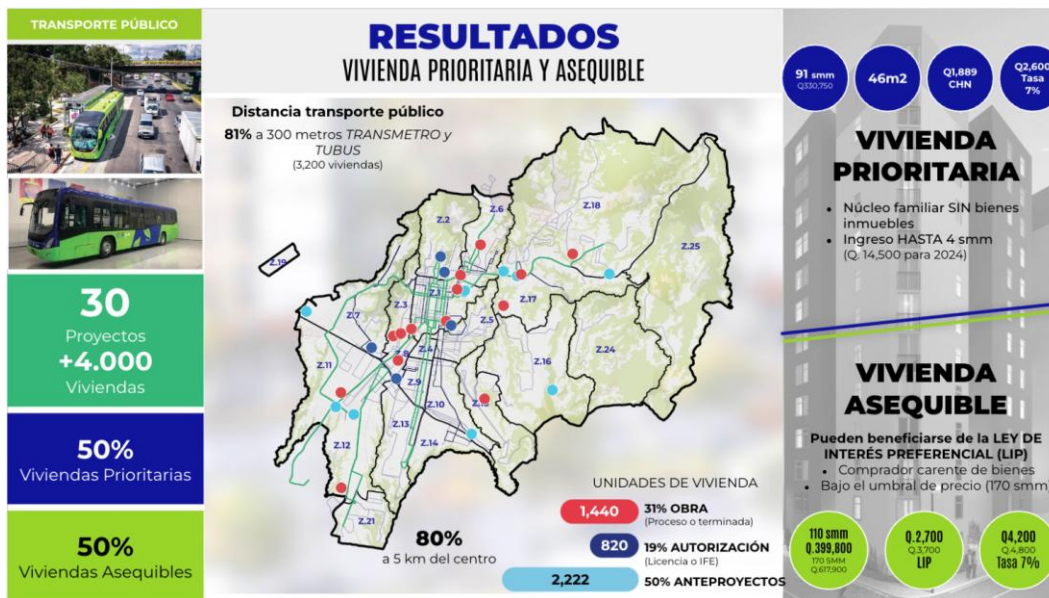 TRANSPORTE PÚBLICO
30
Proyectos
+4.000
Viviendas
50%
Viviendas Prioritarias
50%
Viviendas Asequibles
RESULTADOS
VIVIENDA PRIORITARIA Y ASEQUIBLE
Distancia transporte público
81% a 300 metros TRANSMETRO y
TUBUS
(3,200 viviendas)
Z.6
Z.2
Z.18
Z.25
Z.19
Z.1
Z.17
Z.7
Z.3
Z.5
Z.4
Z.24
Z.16
Z.11
Z.8
Z.9
Z.10
Z.15
Z.13
Z.12
Z.14
Z.21
80%
a 5 km del centro
UNIDADES DE VIVIENDA
1,440 31% OBRA
(Proceso o terminada)
820 19% AUTORIZACIÓN
(Licencia o IFE)
2,222 50% ANTEPROYECTOS
91 smm
Q330,750
46m2
Q1,889
CHN
Q2,600
Tasa
7%
VIVIENDA
PRIORITARIA
• Núcleo familiar SIN bienes
inmuebles
• Ingreso HASTA 4 smm
(Q. 14,500 para 2024)
VIVIENDA
ASEQUIBLE
Pueden beneficiarse de la LEY DE
INTERÉS PREFERENCIAL (LIP)
• Comprador carente de bienes
• Bajo el umbral de precio (170 smm)
110 smm
Q.399,800
170 SMM
Q.617,900
Q.2,700
Q.3,700
LIP
Q4,200
Q.4,800
Tasa 7%